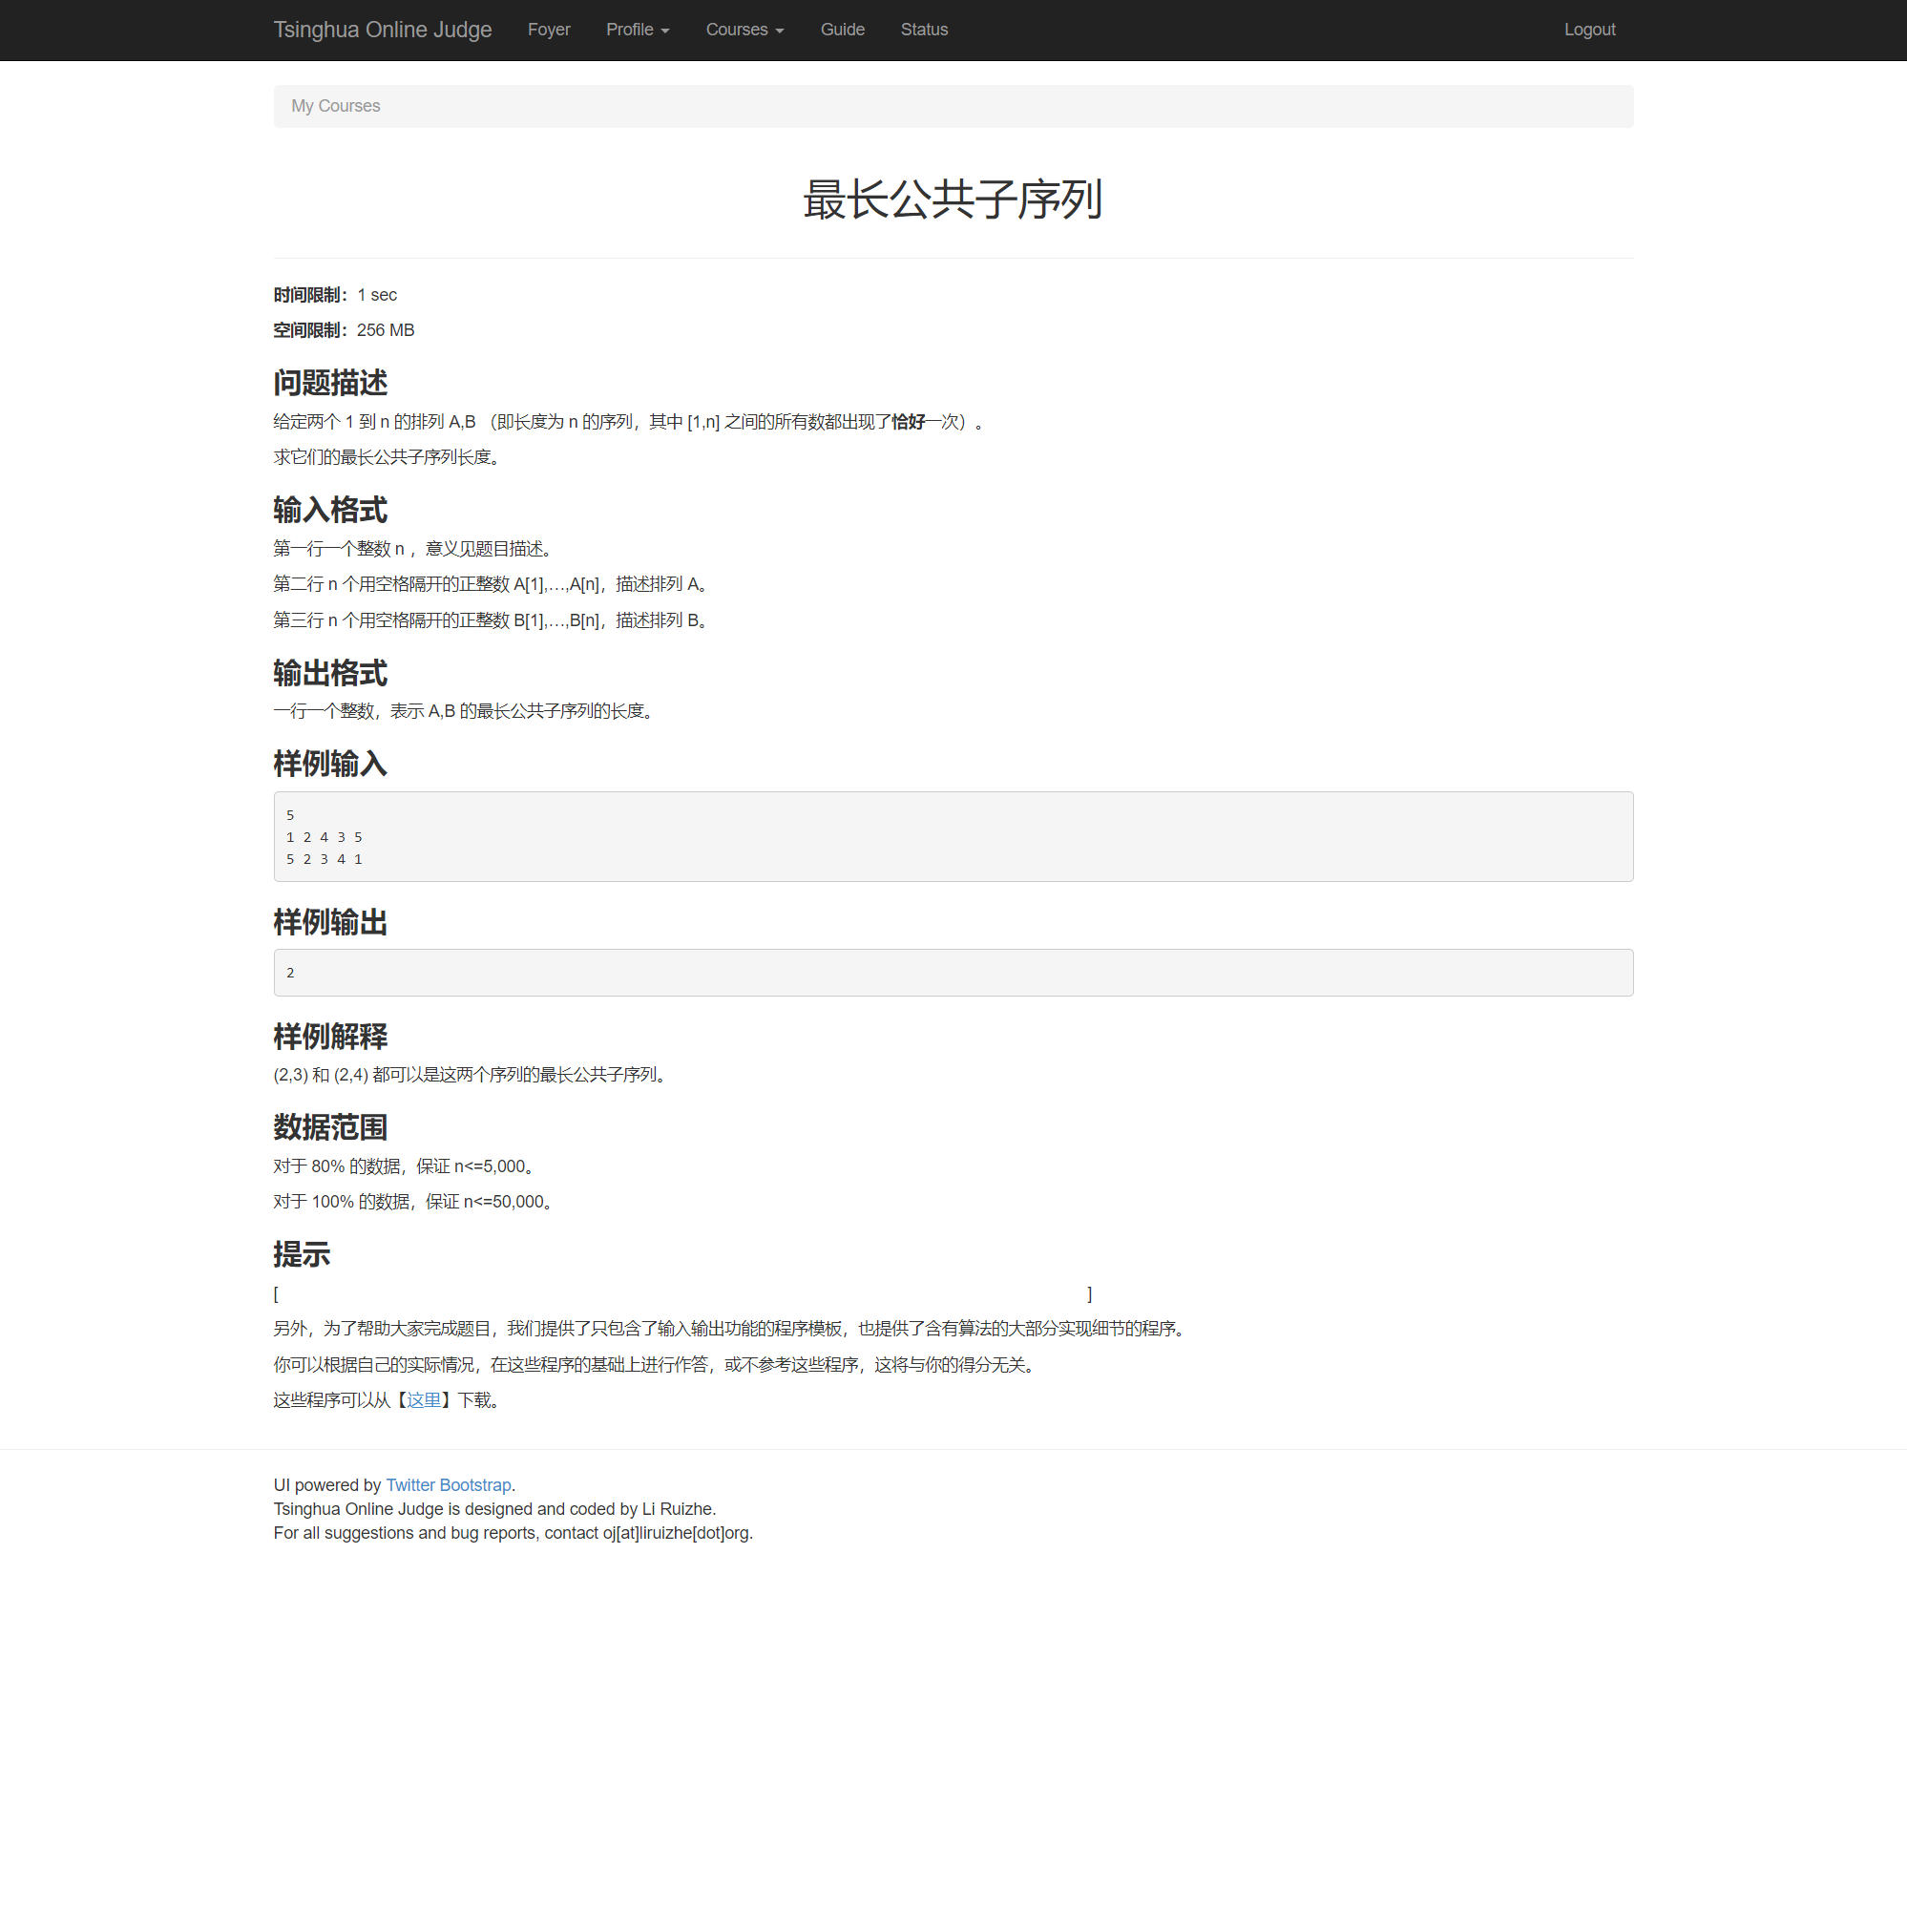 Tsinghua Online Judge Foyer Profile Courses Guide Status Logout
My Courses
最长公共子序列
时间限制：1 sec
空间限制：256 MB
问题描述
给定两个 1 到 n 的排列 A,B （即长度为 n 的序列，其中 [1,n] 之间的所有数都出现了恰好一次）。
求它们的最长公共子序列长度。
输入格式
第一行一个整数 n ，意义见题目描述。
第二行 n 个用空格隔开的正整数 A[1],…,A[n]，描述排列 A。
第三行 n 个用空格隔开的正整数 B[1],…,B[n]，描述排列 B。
输出格式
一行一个整数，表示 A,B 的最长公共子序列的长度。
样例输入
5
1 2 4 3 5
5 2 3 4 1
样例输出
2
样例解释
(2,3) 和 (2,4) 都可以是这两个序列的最长公共子序列。
数据范围
对于 80% 的数据，保证 n<=5,000。
对于 100% 的数据，保证 n<=50,000。
提示
[ ]
另外，为了帮助大家完成题目，我们提供了只包含了输入输出功能的程序模板，也提供了含有算法的大部分实现细节的程序。
你可以根据自己的实际情况，在这些程序的基础上进行作答，或不参考这些程序，这将与你的得分无关。
这些程序可以从【这里】下载。
UI powered by Twitter Bootstrap.
Tsinghua Online Judge is designed and coded by Li Ruizhe.
For all suggestions and bug reports, contact oj[at]liruizhe[dot]org.